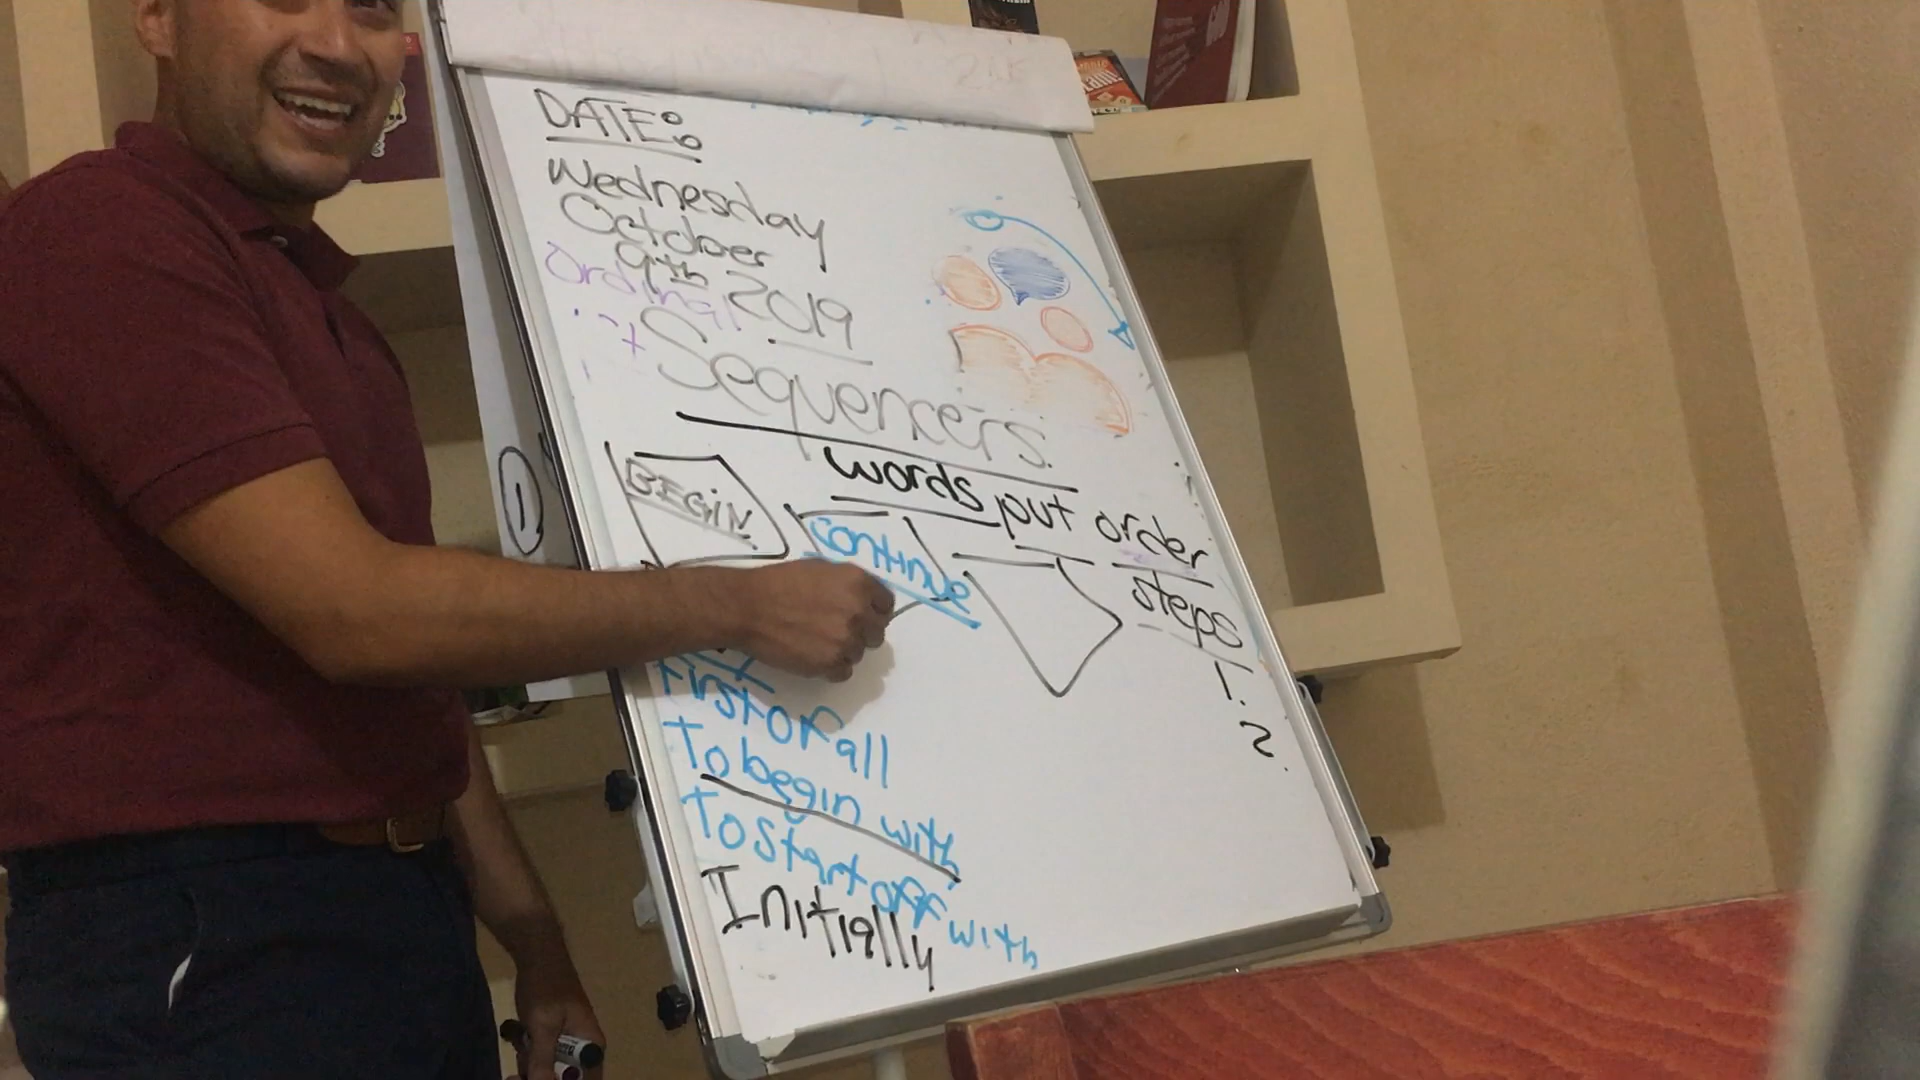 DATE:
Wednesday
October
9th 2019
Ordinal
Sequencers.
words put order
steps
1.
2.
1
BEGIN
continue
First of all
To begin with
To start off with
Initially